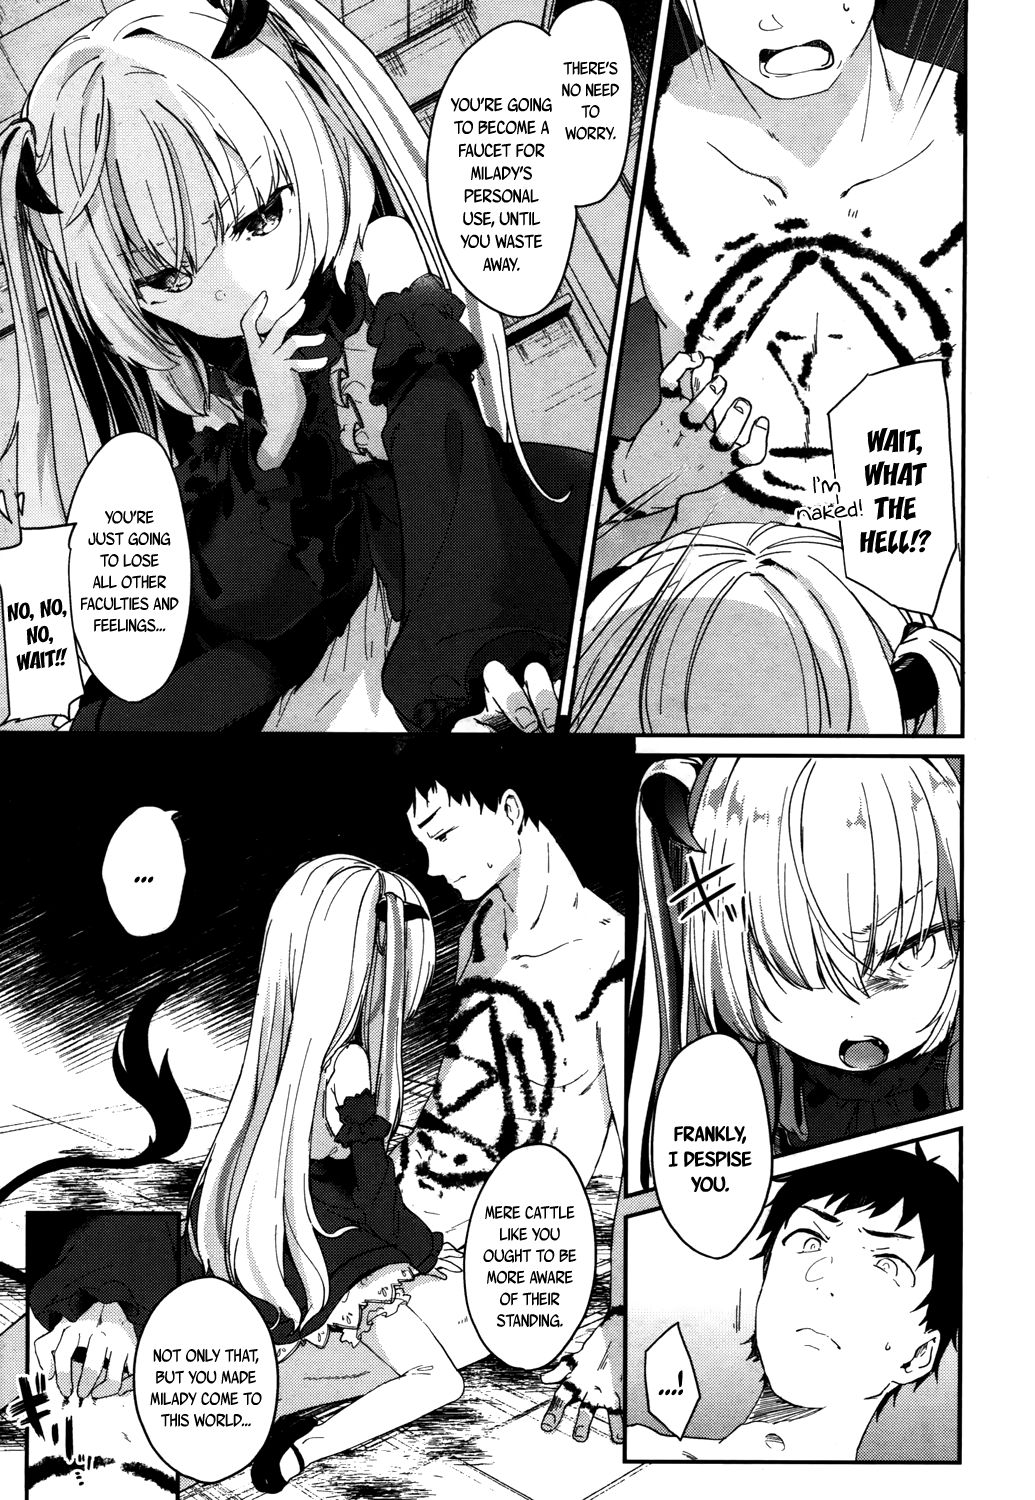 WAIT,
WHAT
THE
HELL!?
I'm
naked!
THERE'S
NO NEED
TO
WORRY.
YOU'RE GOING
TO BECOME A
FAUCET FOR
MILADY'S
PERSONAL
USE, UNTIL
YOU WASTE
AWAY.
YOU'RE
JUST GOING
TO LOSE
ALL OTHER
FACULTIES AND
FEELINGS...
NO, NO,
NO,
WAIT!!
FRANKLY,
I DESPISE
YOU.
...!
...
MERE CATTLE
LIKE YOU
OUGHT TO BE
MORE AWARE
OF THEIR
STANDING.
NOT ONLY THAT,
BUT YOU MADE
MILADY COME TO
THIS WORLD...